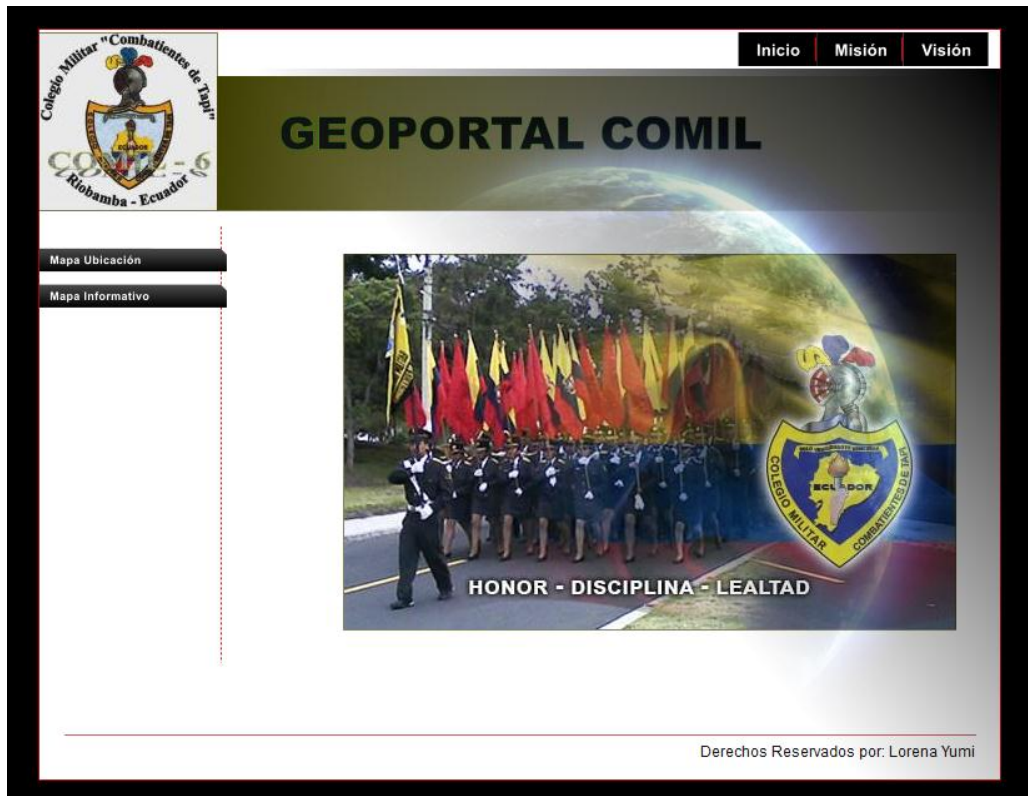 Colegio Militar "Combatientes de Tapi"
COMIL - 6
Riobamba - Ecuador
Inicio
Misión
Visión
GEOPORTAL COMIL
Mapa Ubicación
Mapa Informativo
ECUADOR
COLEGIO MILITAR
COMBATIENTES DE TAPI
HONOR - DISCIPLINA - LEALTAD
Derechos Reservados por: Lorena Yumi